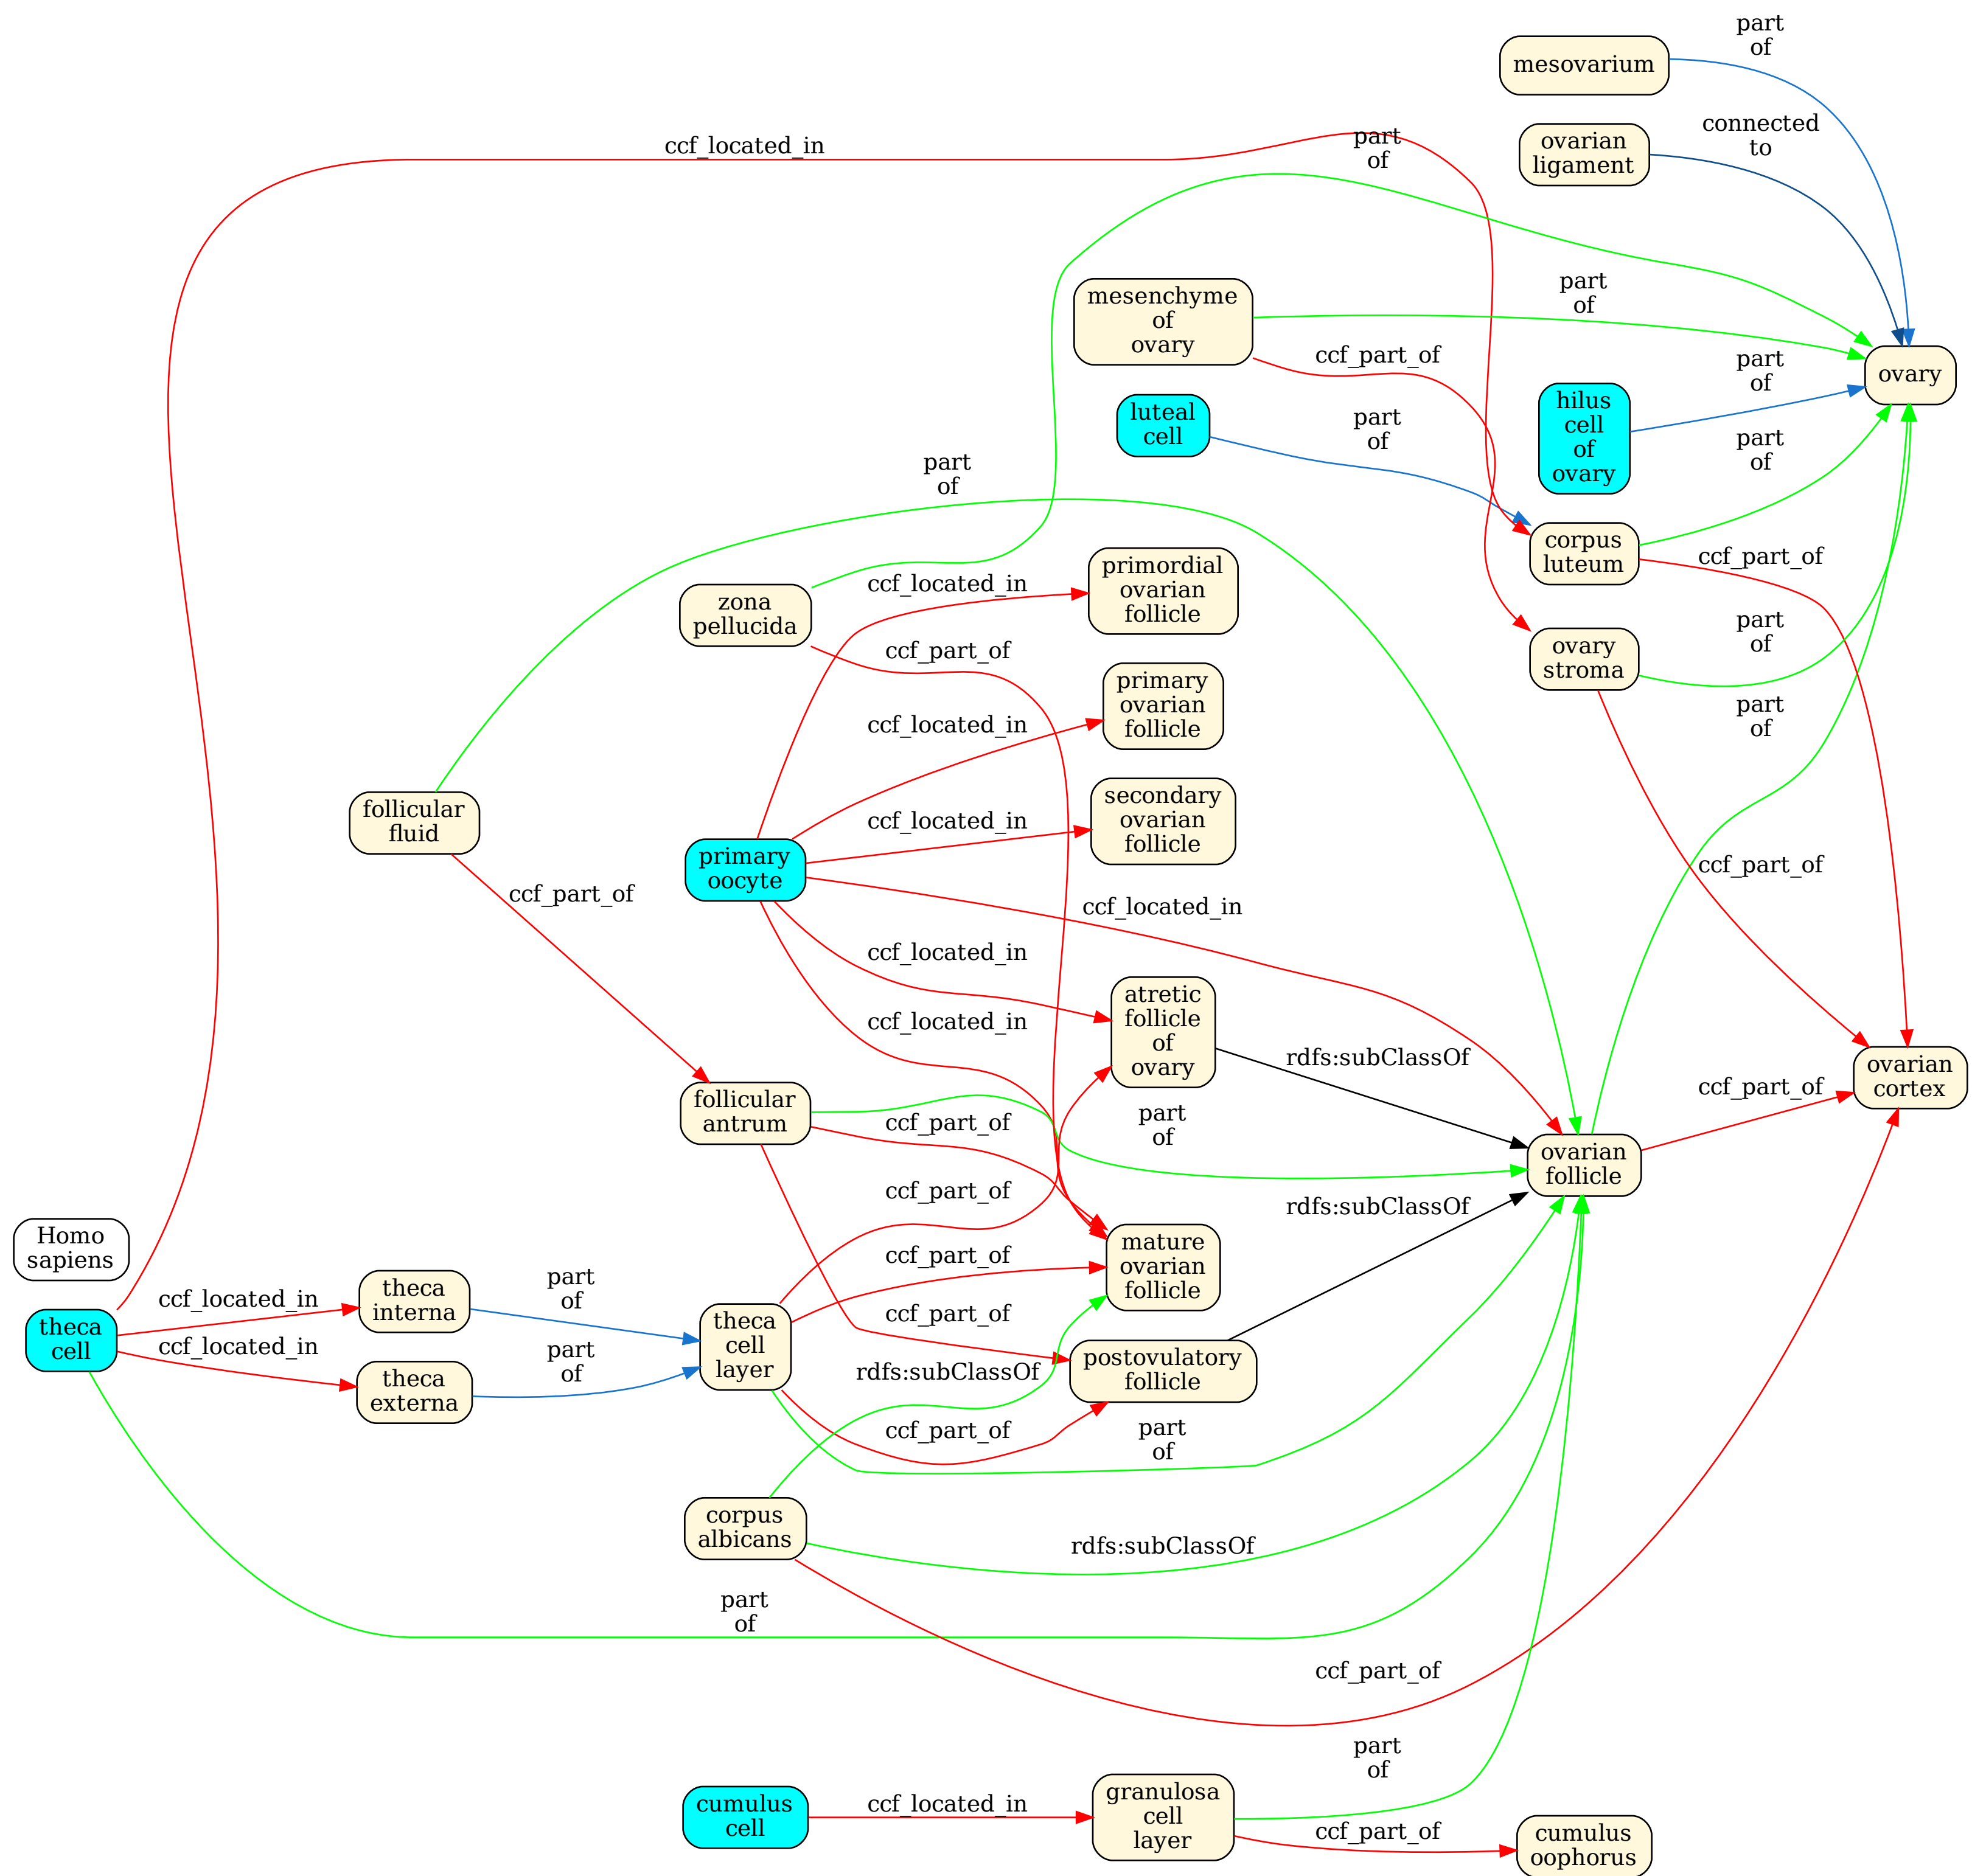 part
of
mesovarium
connected
to
ovarian
ligament
ccf_located_in
part
of
mesenchyme
of
ovary
part
of
ccf_part_of
ovary
part
of
luteal
cell
part
of
hilus
cell
of
ovary
part
of
part
of
corpus
luteum
ccf_part_of
primordial
ovarian
follicle
ccf_located_in
zona
pellucida
ccf_part_of
ovary
stroma
part
of
primary
ovarian
follicle
ccf_located_in
part
of
follicular
fluid
secondary
ovarian
follicle
ccf_located_in
primary
oocyte
ccf_part_of
ccf_part_of
ccf_located_in
ccf_located_in
atretic
follicle
of
ovary
ccf_located_in
rdfs:subClassOf
ovarian
cortex
ccf_part_of
follicular
antrum
ccf_part_of
part
of
ovarian
follicle
ccf_part_of
rdfs:subClassOf
Homo
sapiens
mature
ovarian
follicle
ccf_part_of
theca
interna
part
of
ccf_located_in
theca
cell
theca
cell
layer
ccf_part_of
ccf_located_in
part
of
theca
externa
postovulatory
follicle
rdfs:subClassOf
ccf_part_of
part
of
corpus
albicans
rdfs:subClassOf
part
of
ccf_part_of
part
of
cumulus
cell
ccf_located_in
granulosa
cell
layer
ccf_part_of
cumulus
oophorus